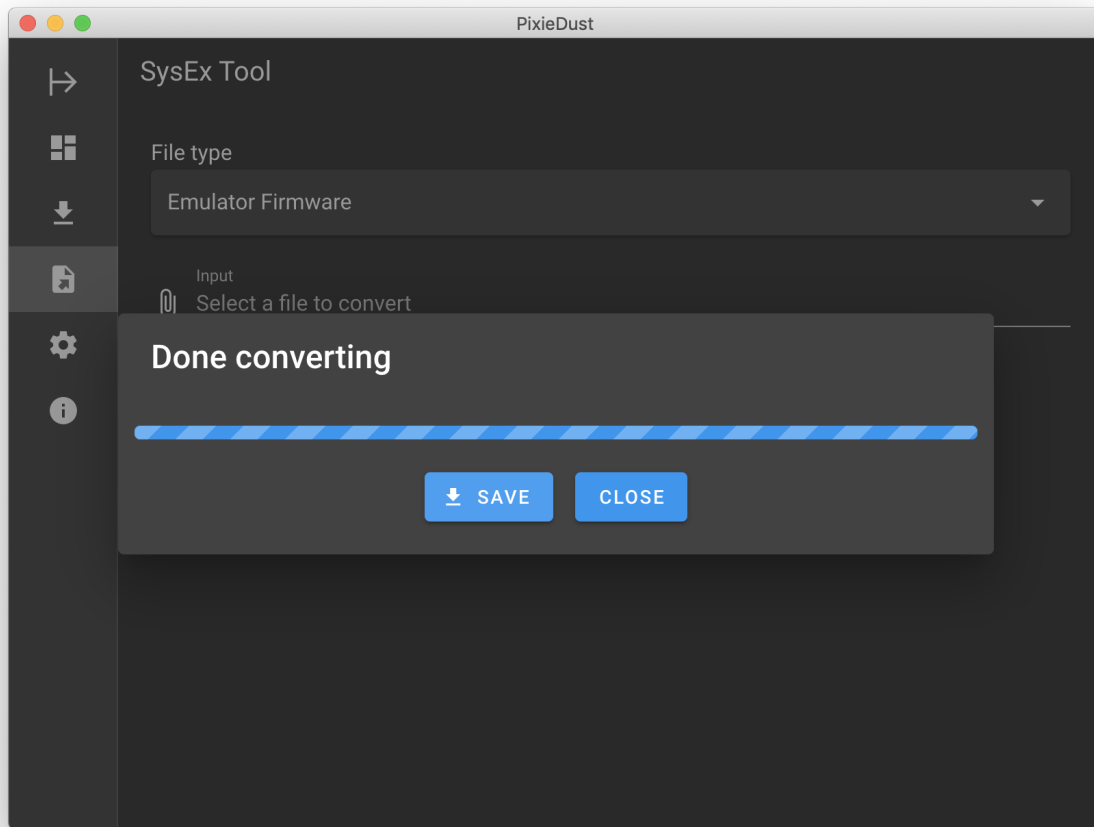 PixieDust
SysEx Tool
File type
Emulator Firmware
Input
Select a file to convert
Done converting
SAVE
CLOSE